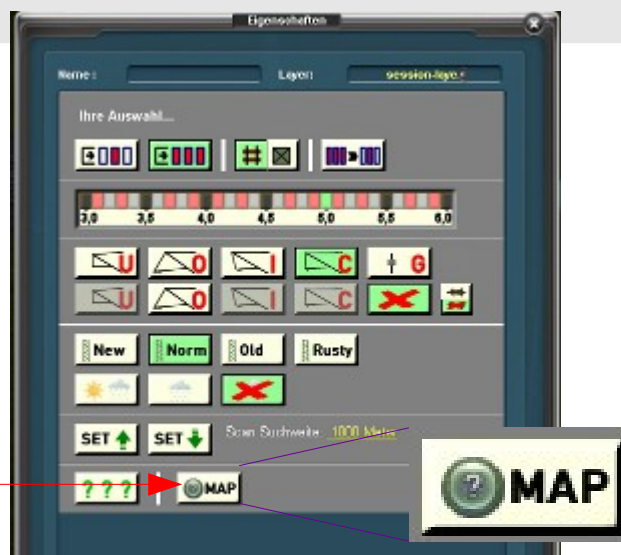 Eigenschaften
Name: Layer: session-layer
Ihre Auswahl...
3,0 3,5 4,0 4,5 5,0 5,5 6,0
U O I C G
U O I C
New Norm Old Rusty
SET SET Scan Suchweite: 1000 Meter
??? MAP
? MAP